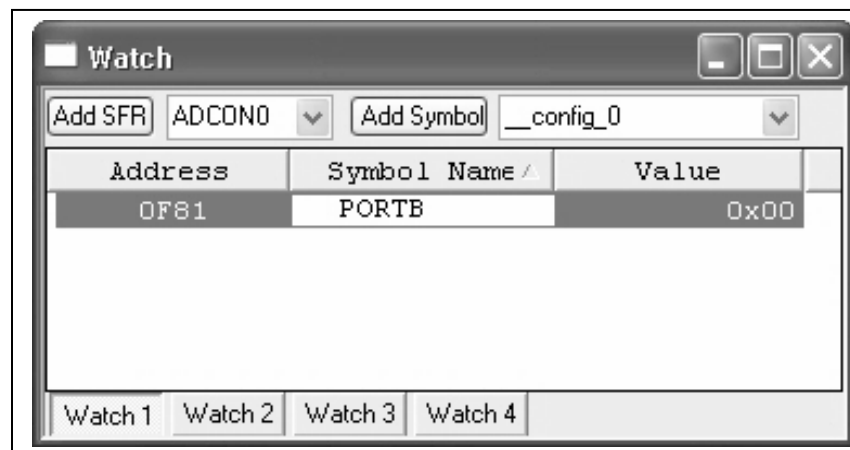 Watch
Add SFR ADCON0 Add Symbol __config_0
Address Symbol Name Value
0F81 PORTB 0x00
Watch 1 Watch 2 Watch 3 Watch 4